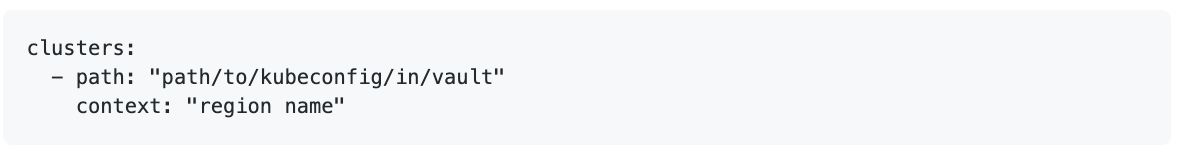 clusters:
  - path: "path/to/kubeconfig/in/vault"
    context: "region name"